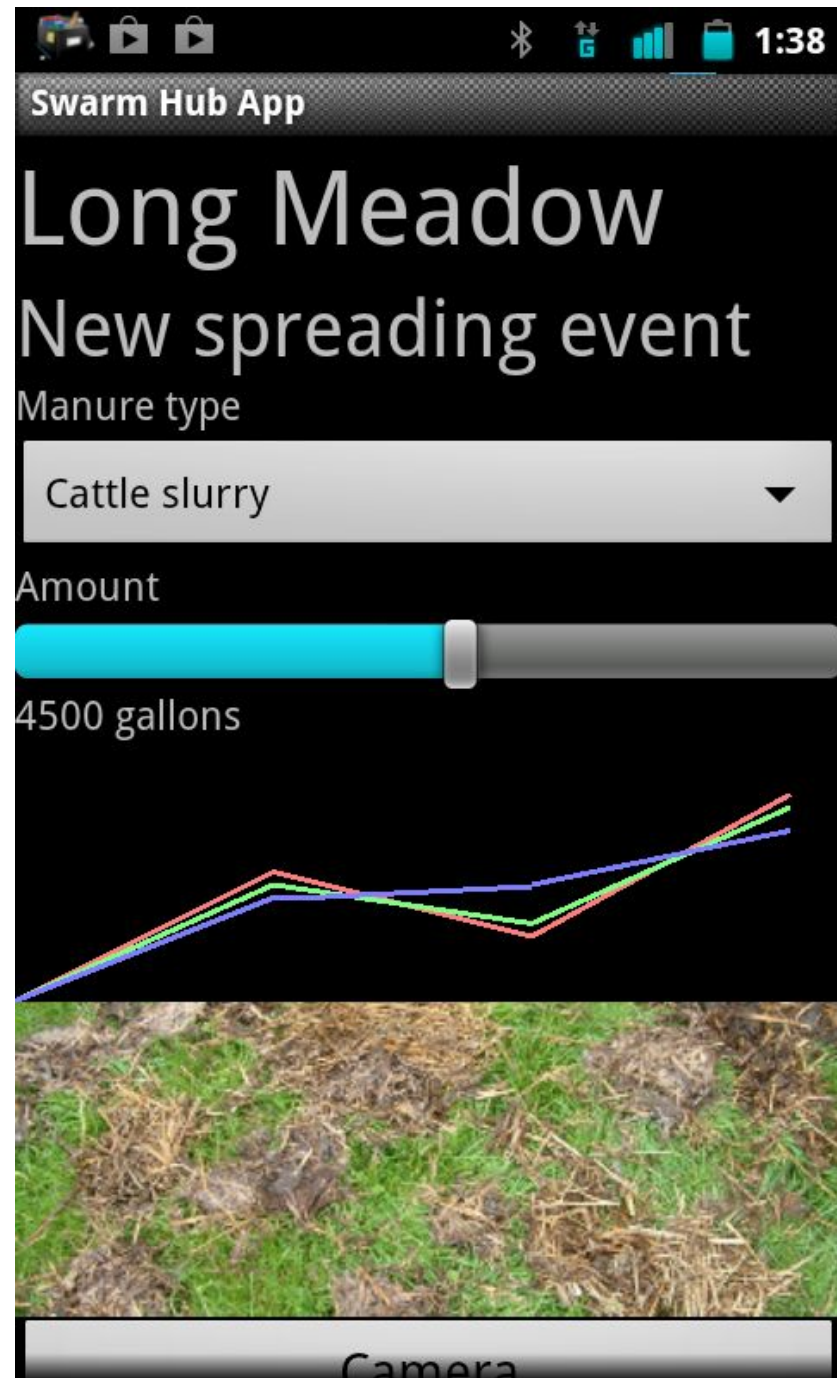 G 1:38
Swarm Hub App
Long Meadow
New spreading event
Manure type
Cattle slurry
Amount
4500 gallons
Camera